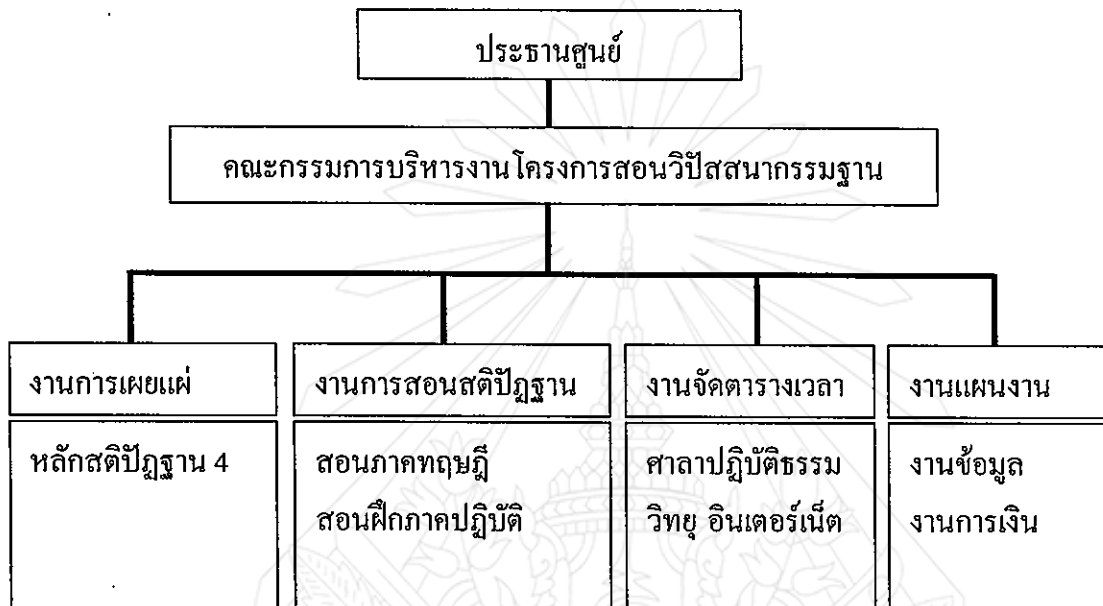 ประธานศูนย์
คณะกรรมการบริหารงานโครงการสอนวิปัสสนากรรมฐาน
งานการเผยแผ่
หลักสติปัฏฐาน 4
งานการสอนสติปัฏฐาน
สอนภาคทฤษฎี
สอนฝึกภาคปฏิบัติ
งานจัดตารางเวลา
ศาลาปฏิบัติธรรม
วิทยุ อินเตอร์เน็ต
งานแผนงาน
งานข้อมูล
งานการเงิน